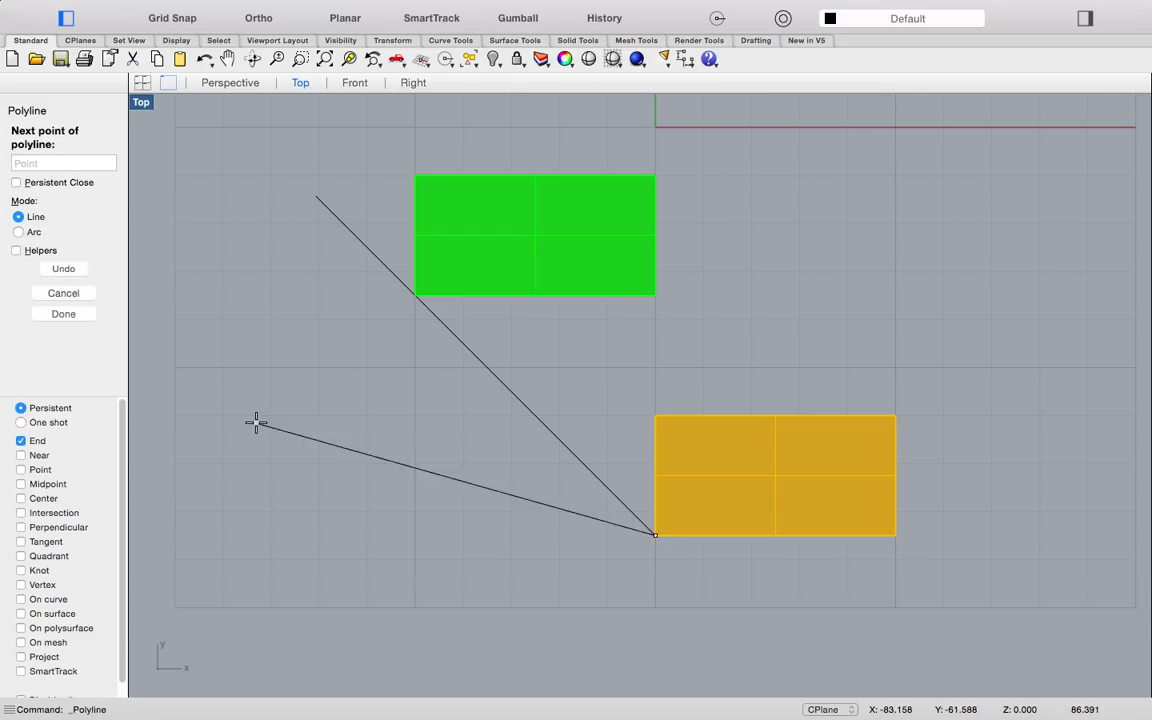 Grid Snap Ortho Planar SmartTrack Gumball History Default
Standard CPlanes Set View Display Select Viewport Layout Visibility Transform Curve Tools Surface Tools Solid Tools Mesh Tools Render Tools Drafting New in V5
Perspective Top Front Right
Top
Polyline
Next point of
polyline:
Point
Persistent Close
Mode:
Line
Arc
Helpers
Undo
Cancel
Done
Persistent
One shot
End
Near
Point
Midpoint
Center
Intersection
Perpendicular
Tangent
Quadrant
Knot
Vertex
On curve
On surface
On polysurface
On mesh
Project
SmartTrack
y
x
Command: _Polyline CPlane X: -83.158 Y: -61.588 Z: 0.000 86.391